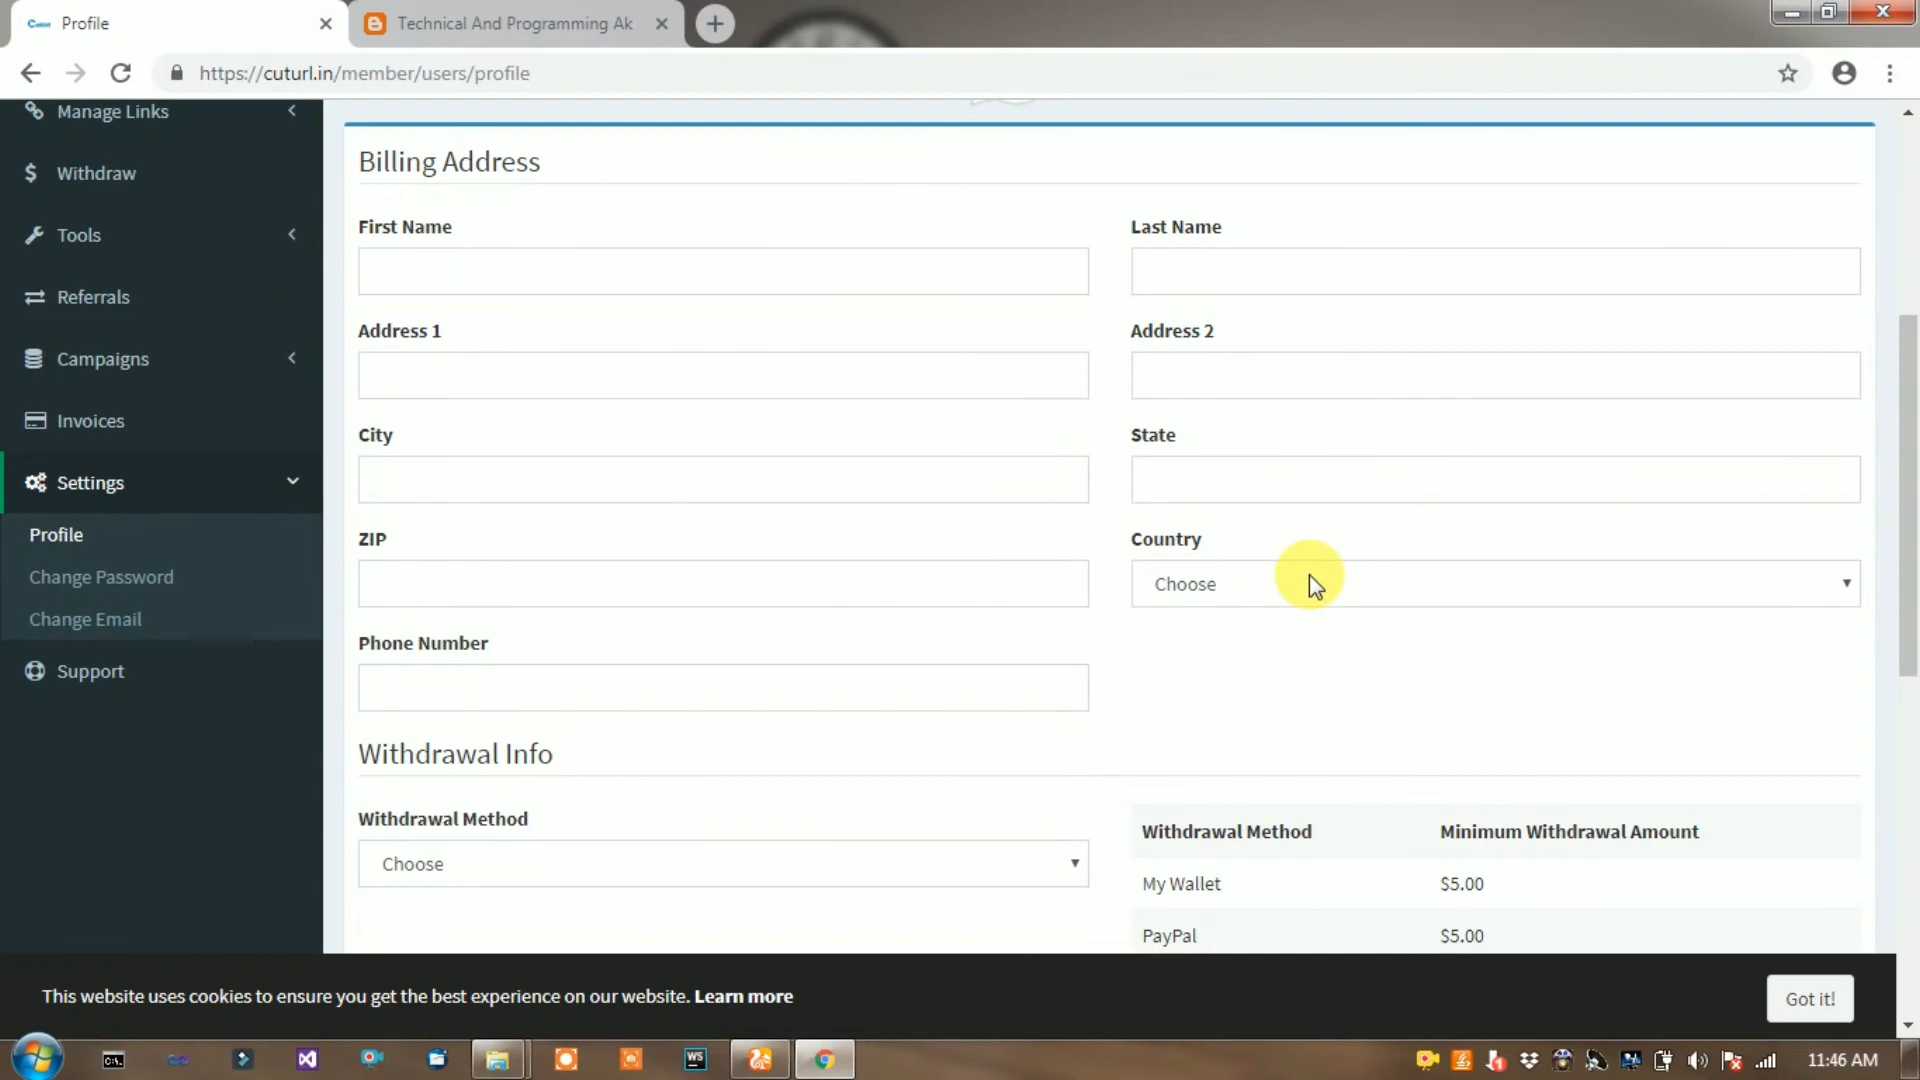 Profile
Technical And Programming Ak
https://cuturl.in/member/users/profile
Manage Links
Withdraw
Tools
Referrals
Campaigns
Invoices
Settings
Profile
Change Password
Change Email
Support
Billing Address
First Name
Last Name
Address 1
Address 2
City
State
ZIP
Country
Choose
Phone Number
Withdrawal Info
Withdrawal Method
Choose
Withdrawal Method Minimum Withdrawal Amount
My Wallet $5.00
PayPal $5.00
This website uses cookies to ensure you get the best experience on our website. Learn more
Got it!
C:\.
WS
11:46 AM